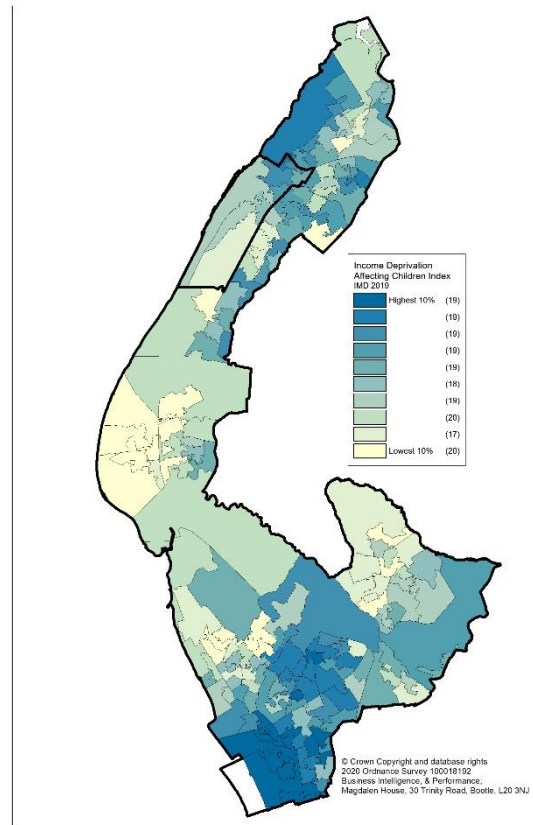 Income Deprivation
Affecting Children Index
IMD 2019
Highest 10% (19)
(19)
(19)
(19)
(19)
(18)
(19)
(20)
(17)
Lowest 10% (20)
© Crown Copyright and database rights
2020 Ordnance Survey 100018192
Business Intelligence, & Performance,
Magdalen House, 30 Trinity Road, Bootle, L20 3NJ